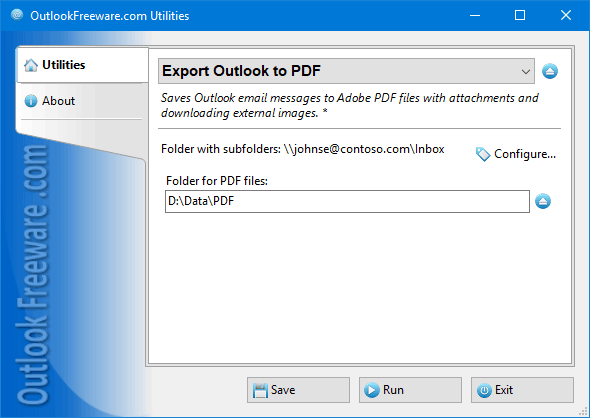 OutlookFreeware.com Utilities
Utilities
About
Export Outlook to PDF
Saves Outlook email messages to Adobe PDF files with attachments and
downloading external images. *
Folder with subfolders: \\johnse@contoso.com\Inbox
Configure...
Folder for PDF files:
D:\Data\PDF
Outlook Freeware .com
Save
Run
Exit